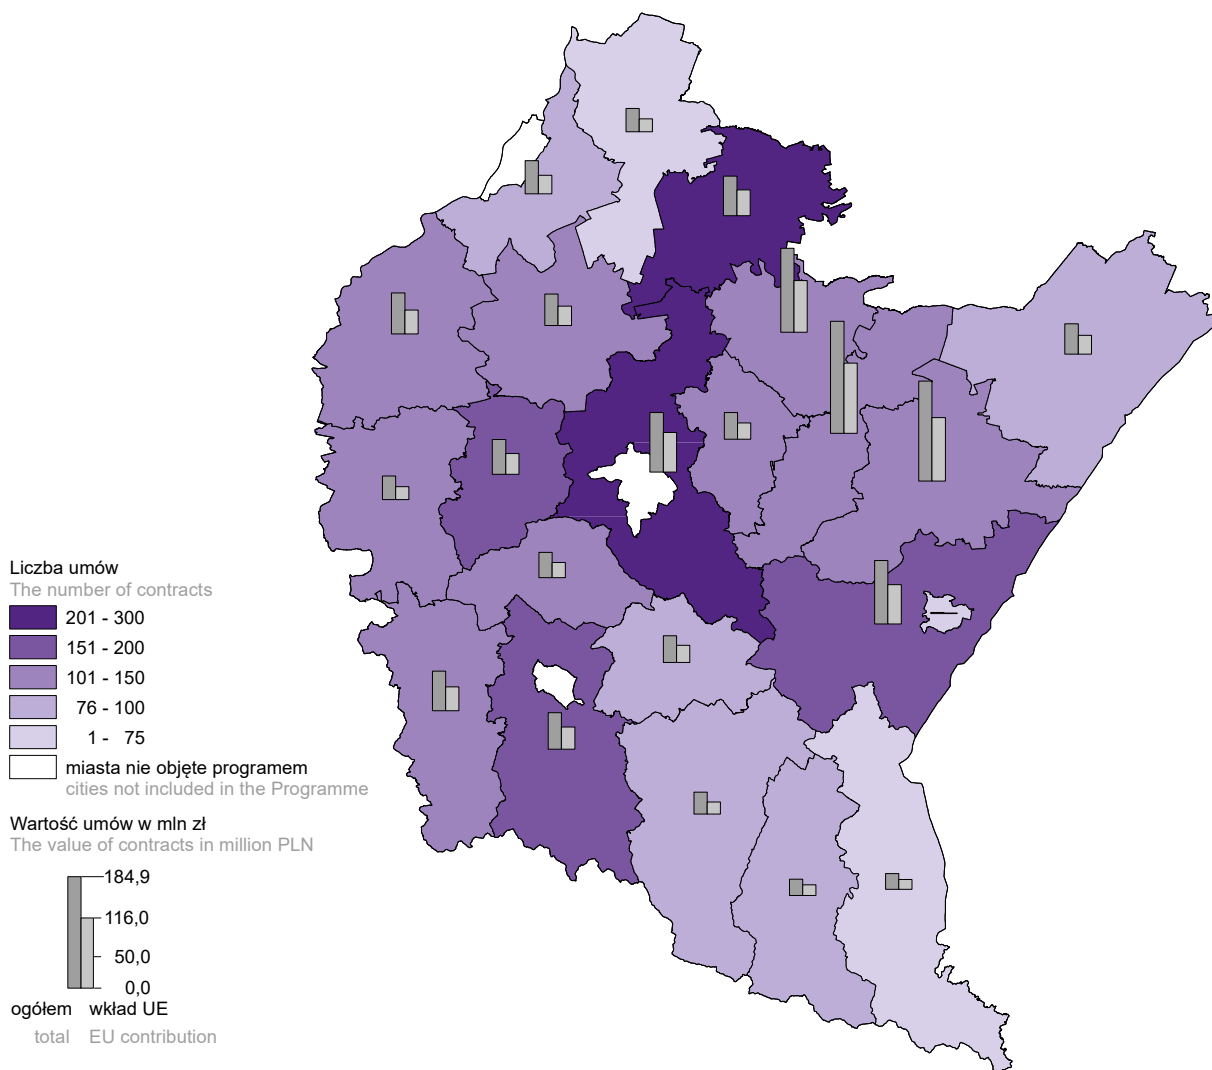 Liczba umów
The number of contracts
201 - 300
151 - 200
101 - 150
76 - 100
1 - 75
miasta nie objęte programem
cities not included in the Programme
Wartość umów w mln zł
The value of contracts in million PLN
184,9
116,0
50,0
0,0
ogółem wkład UE
total EU contribution